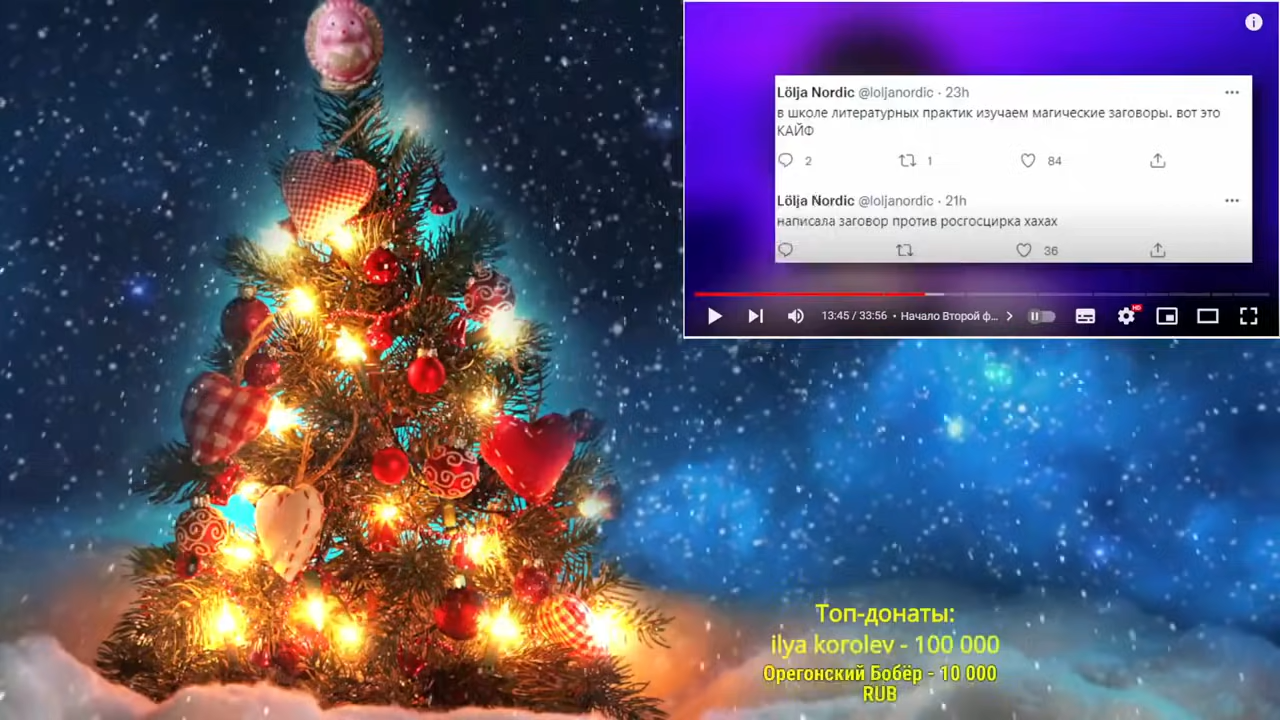 Lölja Nordic @loljanordic · 23h
в школе литературных практик изучаем магические заговоры. вот это
КАЙФ
2 1 84
Lölja Nordic @loljanordic · 21h
написала заговор против росгосцирка хахах
36
13:45 / 33:56 • Начало Второй ф...
HD
Топ-донаты:
ilya korolev - 100 000
Орегонский Бобёр - 10 000
RUB